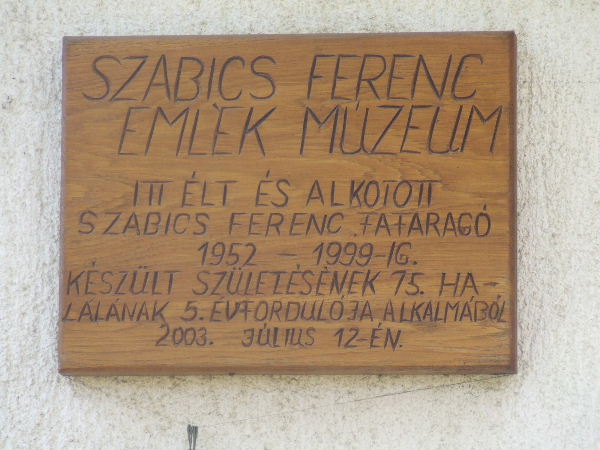 SZABICS FERENC
EMLÉK MÚZEUM
ITT ÉLT ÉS ALKOTOTT
SZABICS FERENC FAFARAGÓ
1952 - 1999-IG.
KÉSZÜLT SZÜLETÉSÉNEK 75. HA-
LÁLÁNAK 5. ÉVFORDULÓJA ALKALMÁBÓL
2003. JÚLIUS 12-ÉN.